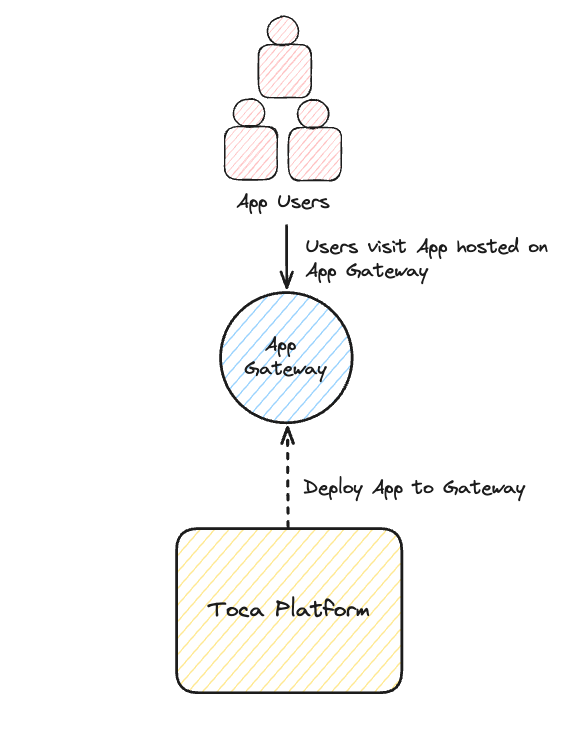 App Users
Users visit App hosted on
App Gateway
App
Gateway
Deploy App to Gateway
Toca Platform